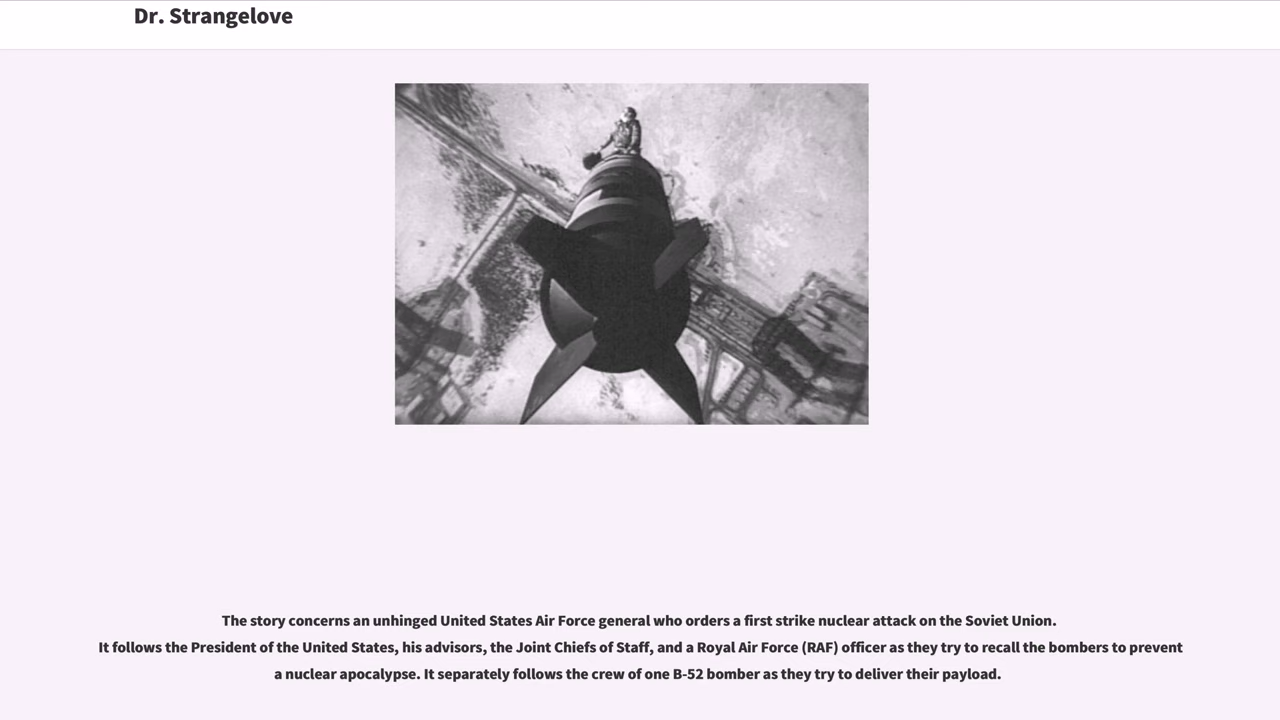 Dr. Strangelove
The story concerns an unhinged United States Air Force general who orders a first strike nuclear attack on the Soviet Union.
It follows the President of the United States, his advisors, the Joint Chiefs of Staff, and a Royal Air Force (RAF) officer as they try to recall the bombers to prevent
a nuclear apocalypse. It separately follows the crew of one B-52 bomber as they try to deliver their payload.